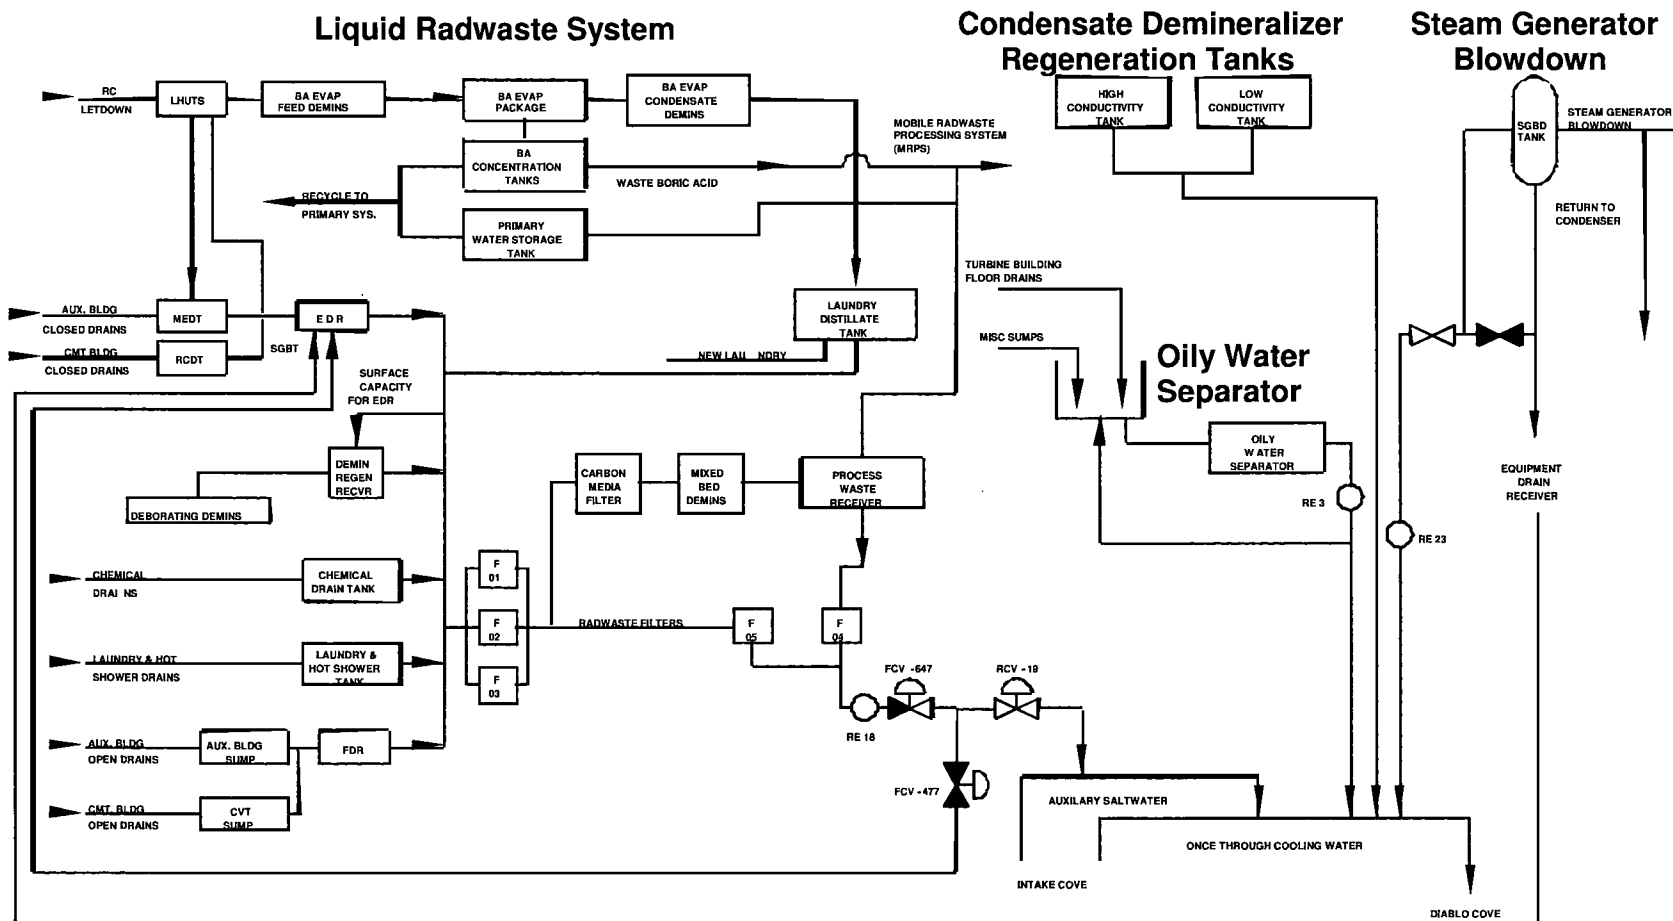 Liquid Radwaste System
Condensate Demineralizer
Regeneration Tanks
Steam Generator
Blowdown
RC
LETDOWN
LHUTS
BA EVAP
FEED DEMINS
BA EVAP
PACKAGE
BA EVAP
CONDENSATE
DEMINS
MOBILE RADWASTE
PROCESSING SYSTEM
(MRPS)
HIGH
CONDUCTIVITY
TANK
LOW
CONDUCTIVITY
TANK
SGBD
TANK
STEAM GENERATOR
BLOWDOWN
BA
CONCENTRATION
TANKS
WASTE BORIC ACID
RECYCLE TO
PRIMARY SYS.
PRIMARY
WATER STORAGE
TANK
RETURN TO
CONDENSER
TURBINE BUILDING
FLOOR DRAINS
AUX. BLDG
CLOSED DRAINS
MEDT
E D R
LAUNDRY
DISTILLATE
TANK
CMT BLDG
CLOSED DRAINS
RCDT
SGBT
NEW LAU NDRY
MISC SUMPS
Oily Water
Separator
SURFACE
CAPACITY
FOR EDR
DEMIN
REGEN
RECVR
DEBORATING DEMINS
CARBON
MEDIA
FILTER
MIXED
BED
DEMINS
PROCESS
WASTE
RECEIVER
OILY
WATER
SEPARATOR
RE 3
EQUIPMENT
DRAIN
RECEIVER
RE 23
CHEMICAL
DRAI NS
CHEMICAL
DRAIN TANK
F
01
F
02
F
03
RADWASTE FILTERS
F
05
F
04
LAUNDRY & HOT
SHOWER DRAINS
LAUNDRY &
HOT SHOWER
TANK
FCV -647
RCV - 19
RE 18
AUX. BLDG
OPEN DRAINS
AUX. BLDG
SUMP
FDR
CMT. BLDG
OPEN DRAINS
CVT
SUMP
FCV -477
AUXILARY SALTWATER
ONCE THROUGH COOLING WATER
INTAKE COVE
DIABLO COVE